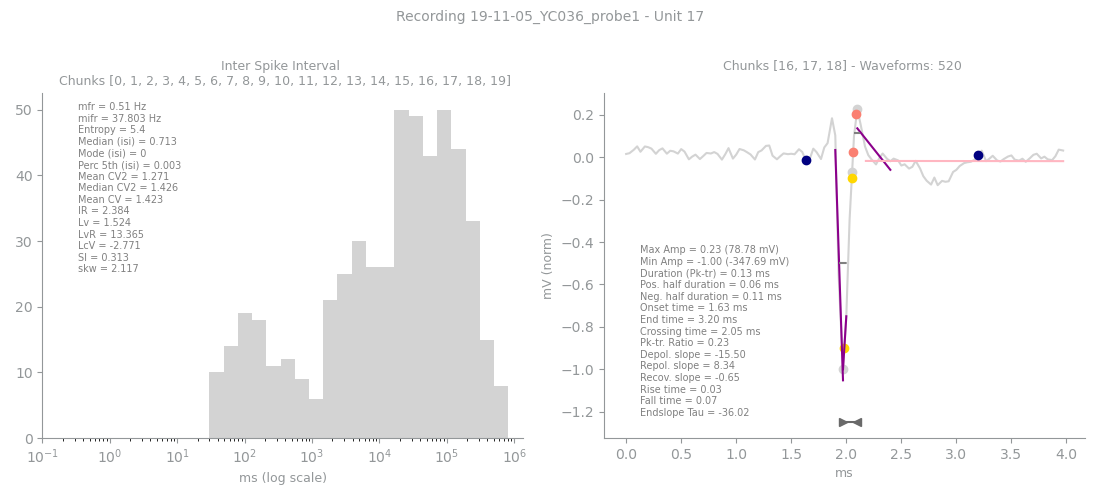 Recording 19-11-05_YC036_probe1 - Unit 17
Inter Spike Interval
Chunks [0, 1, 2, 3, 4, 5, 6, 7, 8, 9, 10, 11, 12, 13, 14, 15, 16, 17, 18, 19]
mfr = 0.51 Hz
mifr = 37.803 Hz
Entropy = 5.4
Median (isi) = 0.713
Mode (isi) = 0
Perc 5th (isi) = 0.003
Mean CV2 = 1.271
Median CV2 = 1.426
Mean CV = 1.423
IR = 2.384
Lv = 1.524
LvR = 13.365
LcV = -2.771
SI = 0.313
skw = 2.117
50
40
30
20
10
0
10⁻¹ 10⁰ 10¹ 10² 10³ 10⁴ 10⁵ 10⁶
ms (log scale)
Chunks [16, 17, 18] - Waveforms: 520
mV (norm)
0.2
0.0
−0.2
−0.4
−0.6
−0.8
−1.0
−1.2
Max Amp = 0.23 (78.78 mV)
Min Amp = -1.00 (-347.69 mV)
Duration (Pk-tr) = 0.13 ms
Pos. half duration = 0.06 ms
Neg. half duration = 0.11 ms
Onset time = 1.63 ms
End time = 3.20 ms
Crossing time = 2.05 ms
Pk-tr. Ratio = 0.23
Depol. slope = -15.50
Repol. slope = 8.34
Recov. slope = -0.65
Rise time = 0.03
Fall time = 0.07
Endslope Tau = -36.02
0.0 0.5 1.0 1.5 2.0 2.5 3.0 3.5 4.0
ms